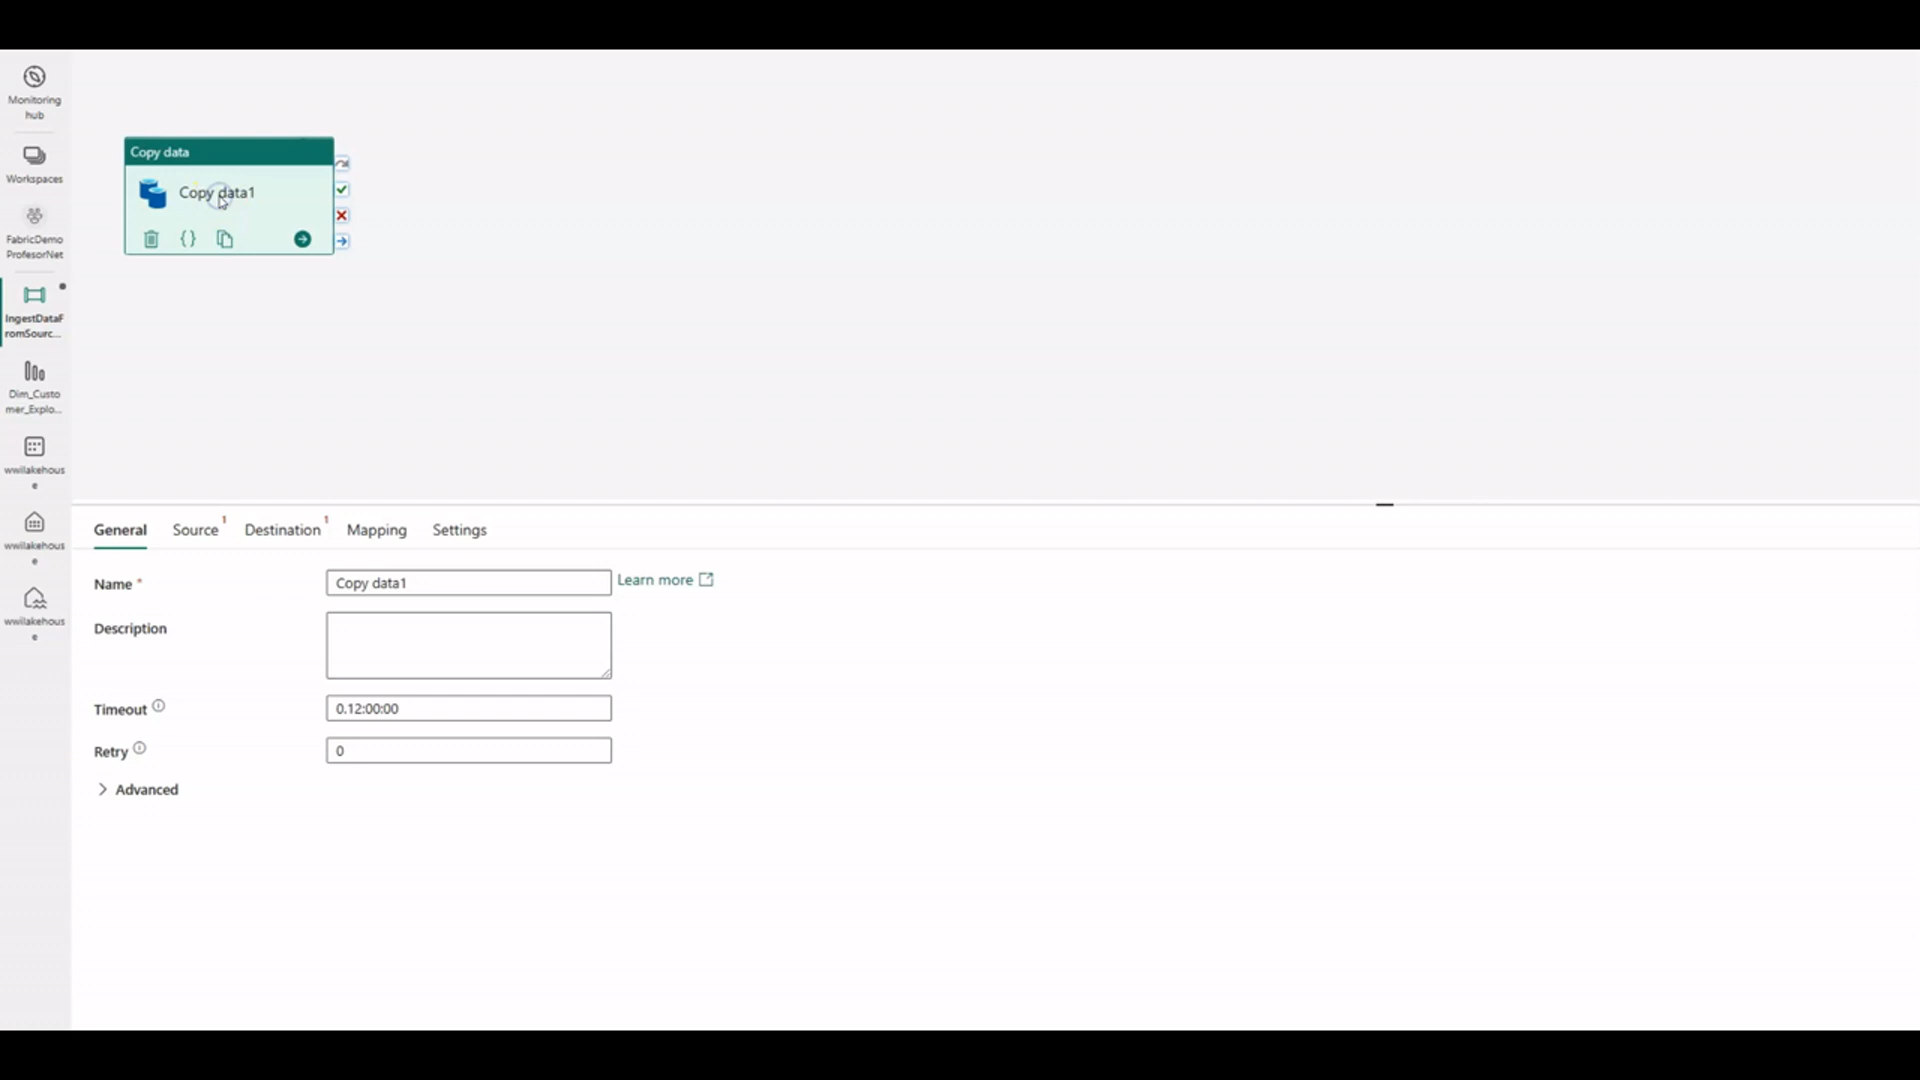 Monitoring
hub
Workspaces
FabricDemo
ProfesorNet
IngestDataF
romSourc...
Dim_Custo
mer_Explo...
wwilakehous
e
wwilakehous
e
wwilakehous
e
Copy data
Copy data1
General
Source 1
Destination 1
Mapping
Settings
Name *
Copy data1
Learn more
Description
Timeout
0.12:00:00
Retry
0
Advanced